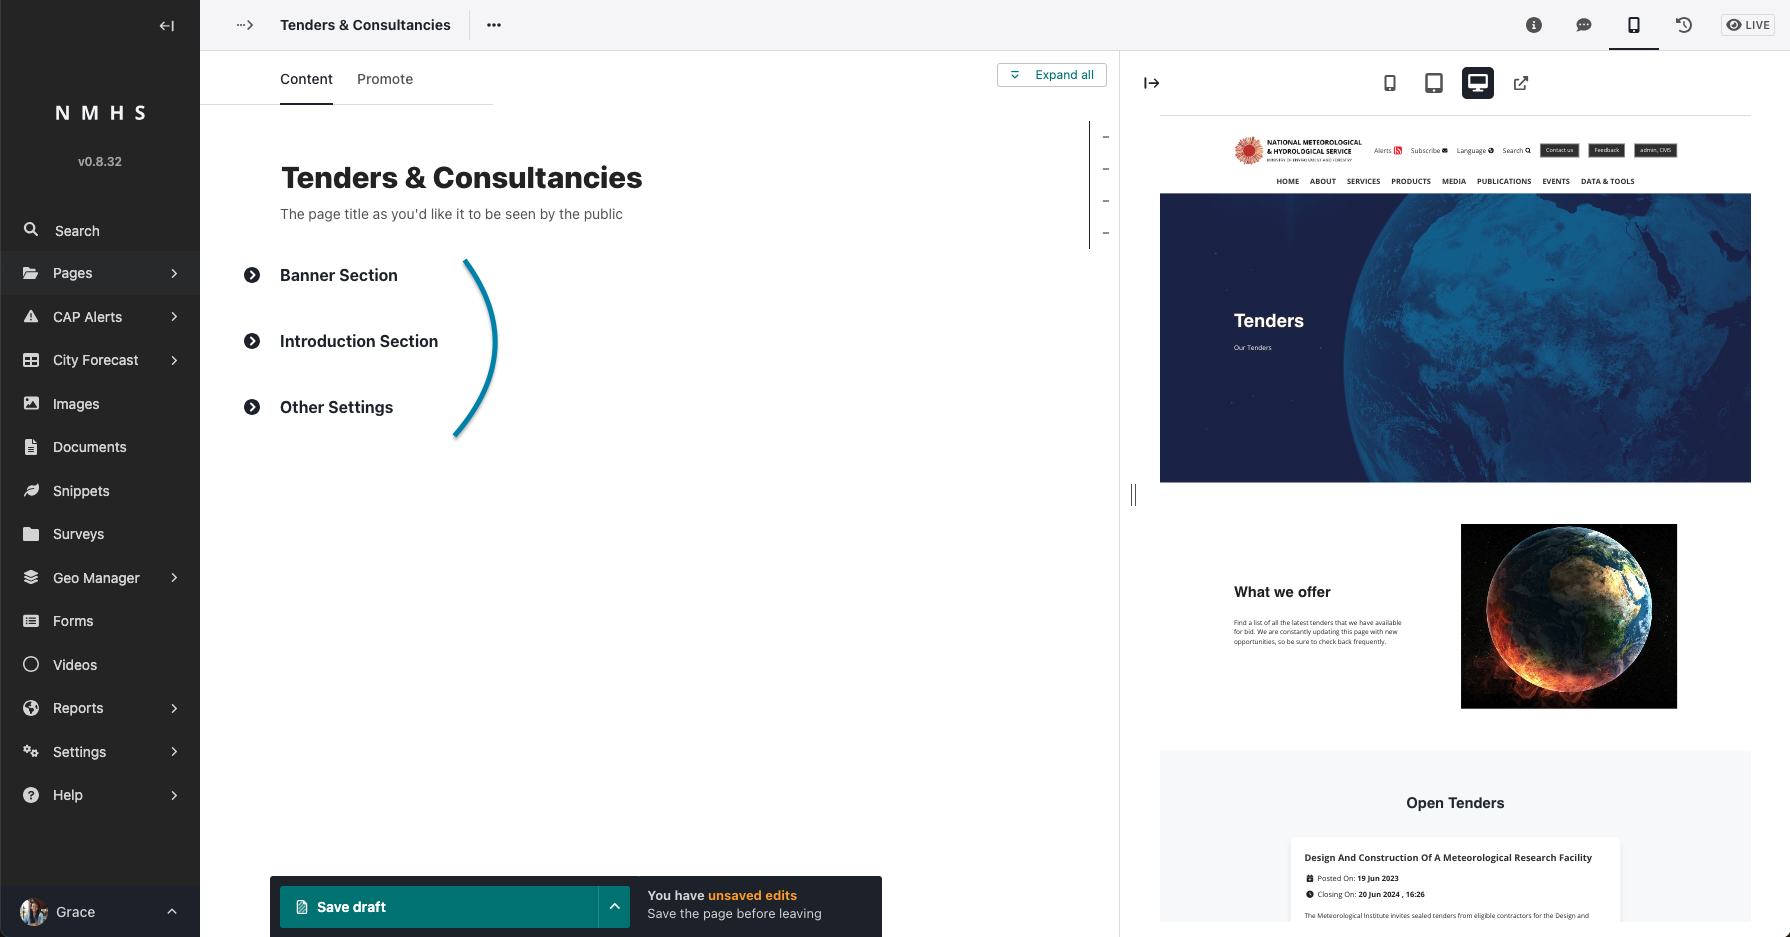 Tenders & Consultancies
LIVE
NMHS
v0.8.32
Search
Pages
CAP Alerts
City Forecast
Images
Documents
Snippets
Surveys
Geo Manager
Forms
Videos
Reports
Settings
Help
Grace
Content
Promote
Expand all
Tenders & Consultancies
The page title as you'd like it to be seen by the public
Banner Section
Introduction Section
Other Settings
Save draft
You have unsaved edits
Save the page before leaving
NATIONAL METEOROLOGICAL
& HYDROLOGICAL SERVICE
MINISTRY OF ENVIRONMENT AND FORESTRY
Alerts
Subscribe
Language
Search
Contact us
Feedback
admin, CMS
HOME ABOUT SERVICES PRODUCTS MEDIA PUBLICATIONS EVENTS DATA & TOOLS
Tenders
Our Tenders
What we offer
Find a list of all the latest tenders that we have available
for bid. We are constantly updating this page with new
opportunities, so be sure to check back frequently.
Open Tenders
Design And Construction Of A Meteorological Research Facility
Posted On: 19 Jun 2023
Closing On: 20 Jun 2024 , 16:26
The Meteorological Institute invites sealed tenders from eligible contractors for the Design and